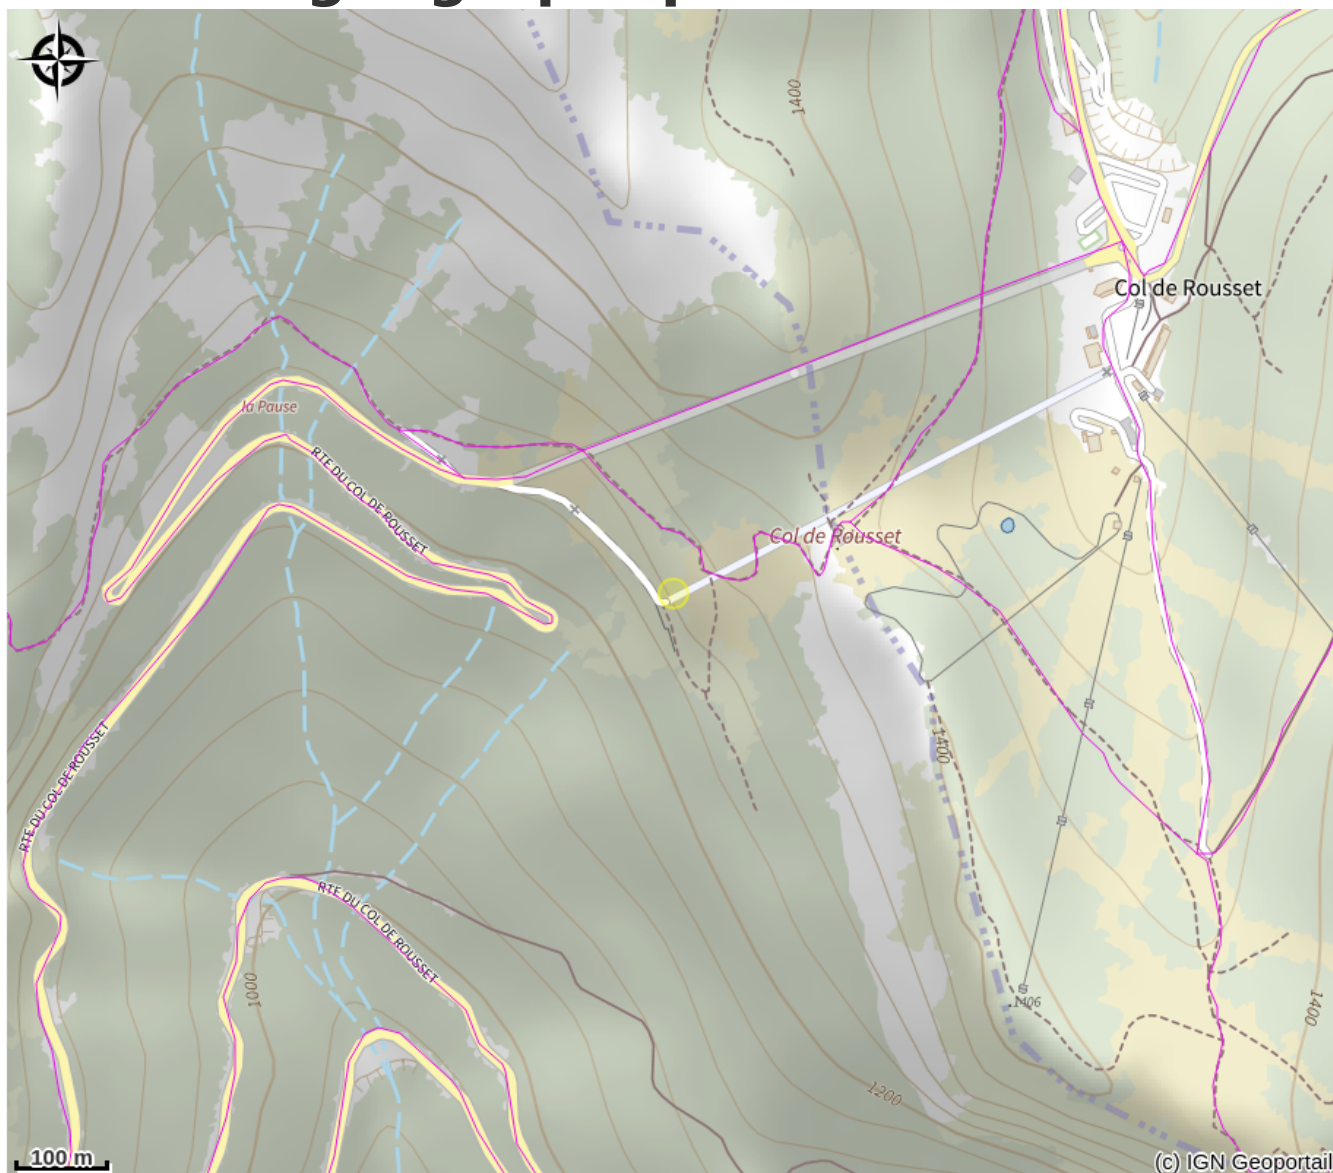 1400
Col de Rousset
la Pause
RTE DU COL DE ROUSSET
Col de Rousset
RTE DU COL DE ROUSSET
1400
RTE DU COL DE ROUSSET
1000
1406
1400
1200
100 m
(c) IGN Geoportail